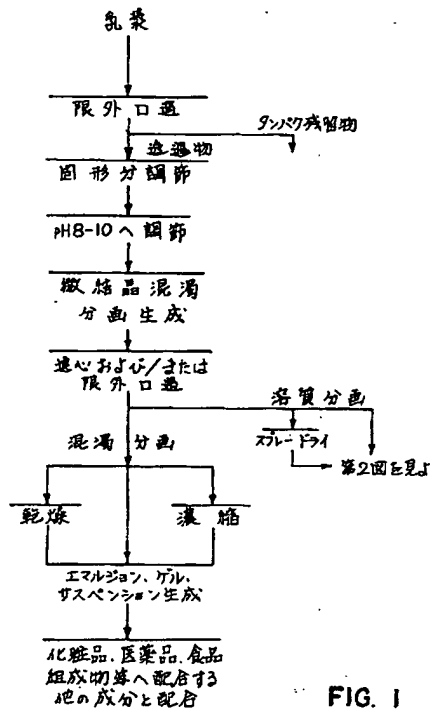 乳漿
限外口過
タンパク残留物
透過物
固形分調節
pH8-10へ調節
微結晶混濁
分画生成
遠心および/または
限外口過
溶質分画
スプレードライ
第2図を見よ
混濁分画
乾燥
濃縮
エマルジョン、ゲル、
サスペンション生成
化粧品、医薬品、食品
組成物等へ配合する
他の成分と配合
FIG. 1